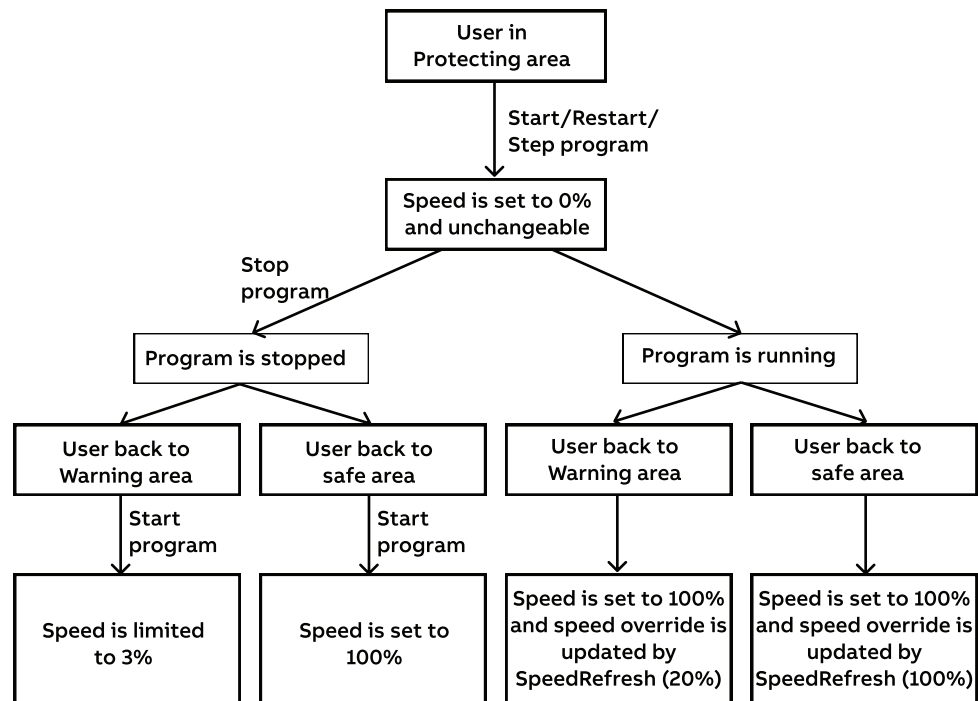 User in
Protecting area
Start/Restart/
Step program
Speed is set to 0%
and unchangeable
Stop
program
Program is stopped
Program is running
User back to
Warning area
User back to
safe area
User back to
Warning area
User back to
safe area
Start
program
Start
program
Speed is limited
to 3%
Speed is set to
100%
Speed is set to 100%
and speed override is
updated by
SpeedRefresh (20%)
Speed is set to 100%
and speed override is
updated by
SpeedRefresh (100%)